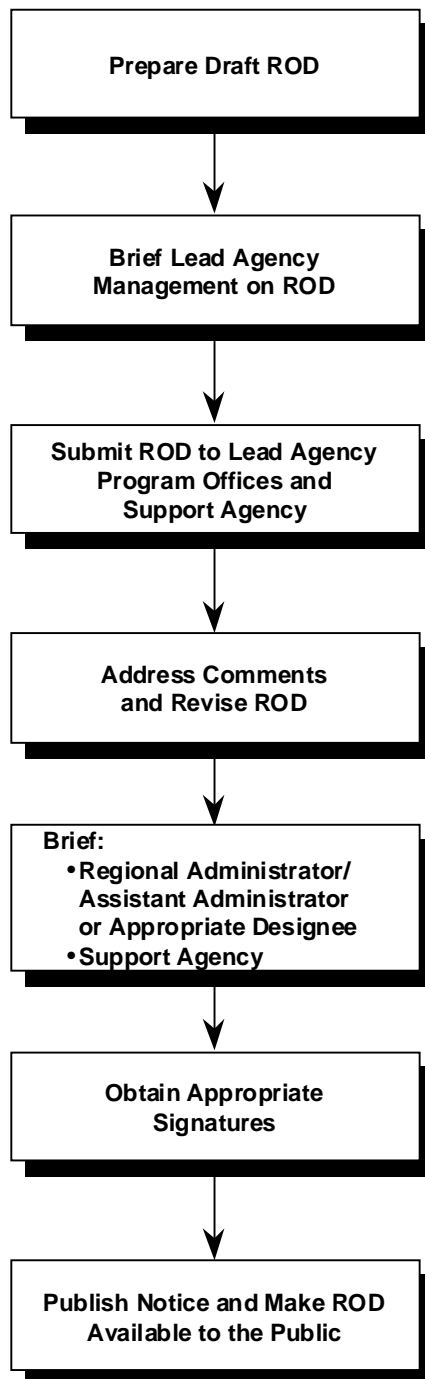 Prepare Draft ROD
Brief Lead Agency
Management on ROD
Submit ROD to Lead Agency
Program Offices and
Support Agency
Address Comments
and Revise ROD
Brief:
•Regional Administrator/
Assistant Administrator
or Appropriate Designee
•Support Agency
Obtain Appropriate
Signatures
Publish Notice and Make ROD
Available to the Public